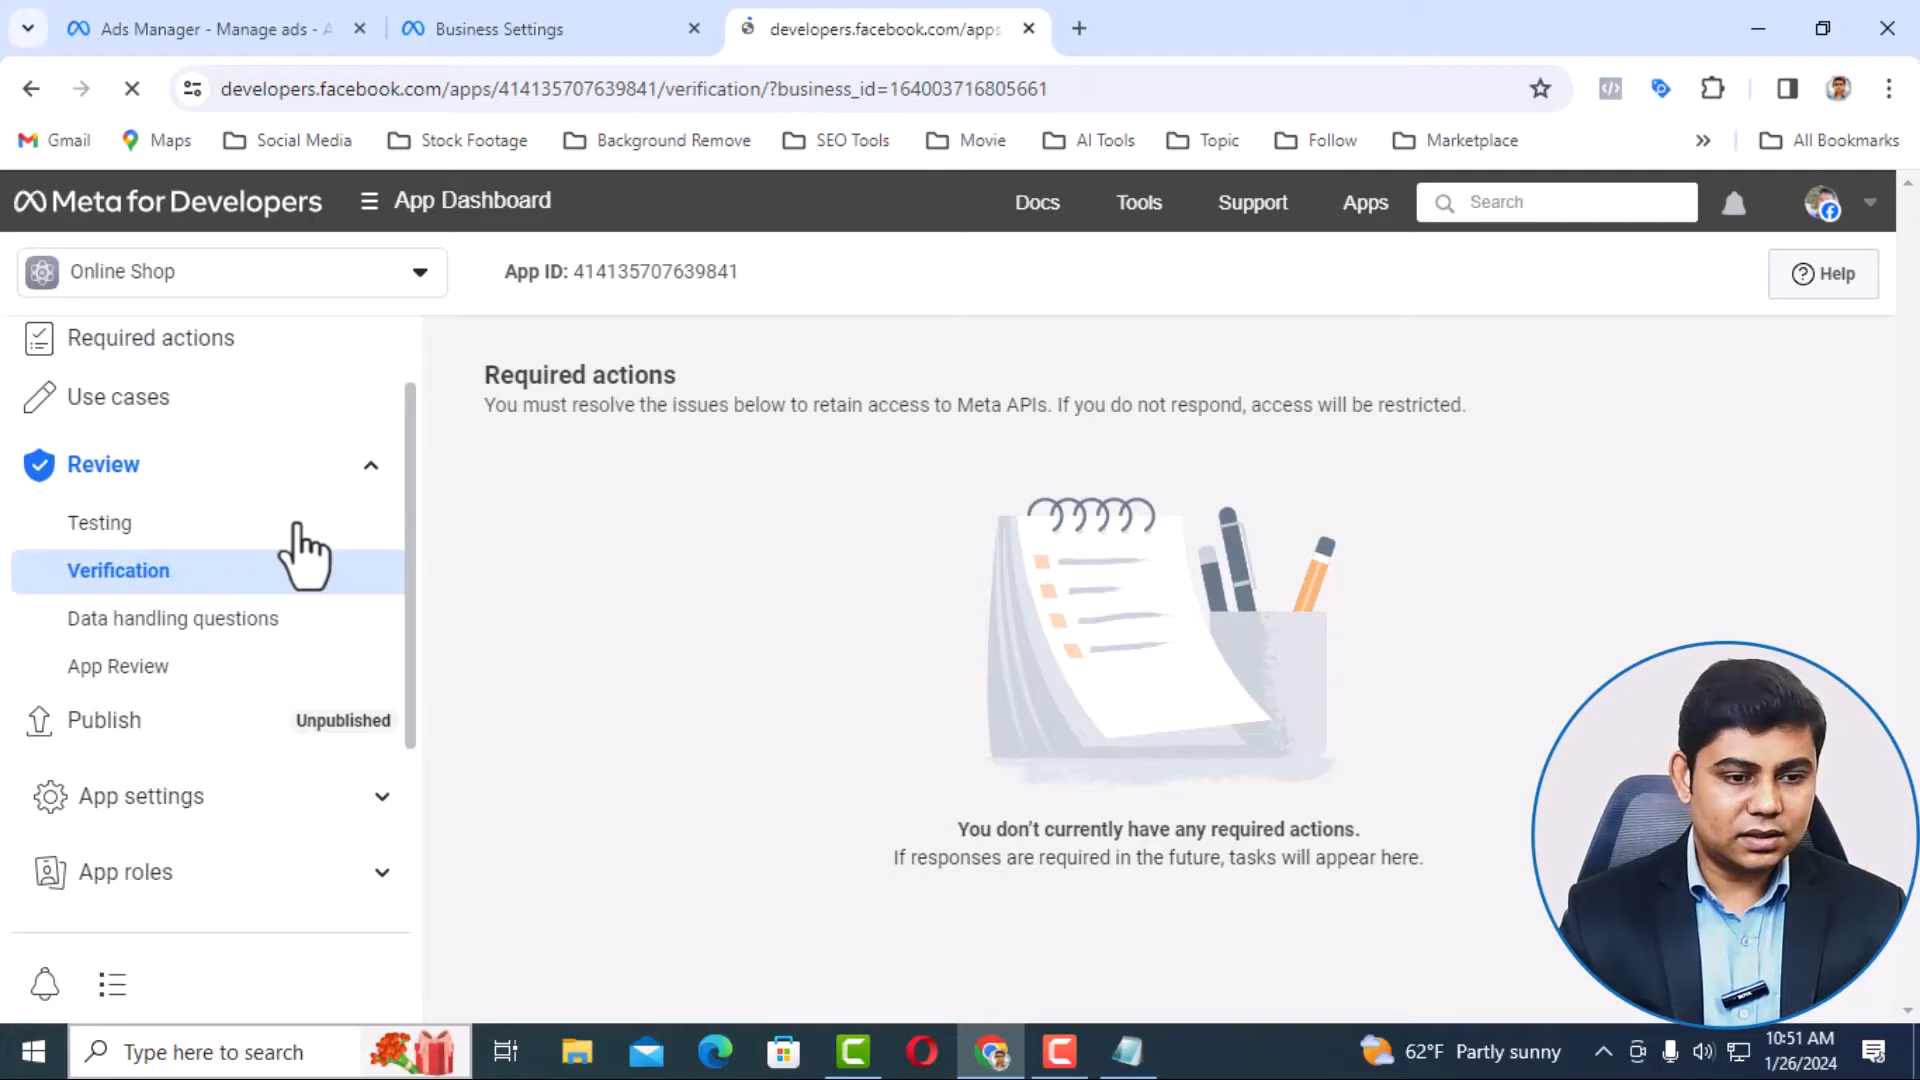 Ads Manager - Manage ads - A
Business Settings
developers.facebook.com/apps
developers.facebook.com/apps/414135707639841/verification/?business_id=164003716805661
Gmail
Maps
Social Media
Stock Footage
Background Remove
SEO Tools
Movie
AI Tools
Topic
Follow
Marketplace
All Bookmarks
Meta for Developers
App Dashboard
Docs
Tools
Support
Apps
Search
Online Shop
App ID: 414135707639841
Help
Required actions
Use cases
Review
Testing
Verification
Data handling questions
App Review
Publish
Unpublished
App settings
App roles
Required actions
You must resolve the issues below to retain access to Meta APIs. If you do not respond, access will be restricted.
You don't currently have any required actions.
If responses are required in the future, tasks will appear here.
BOYA
Type here to search
62°F Partly sunny
10:51 AM
1/26/2024